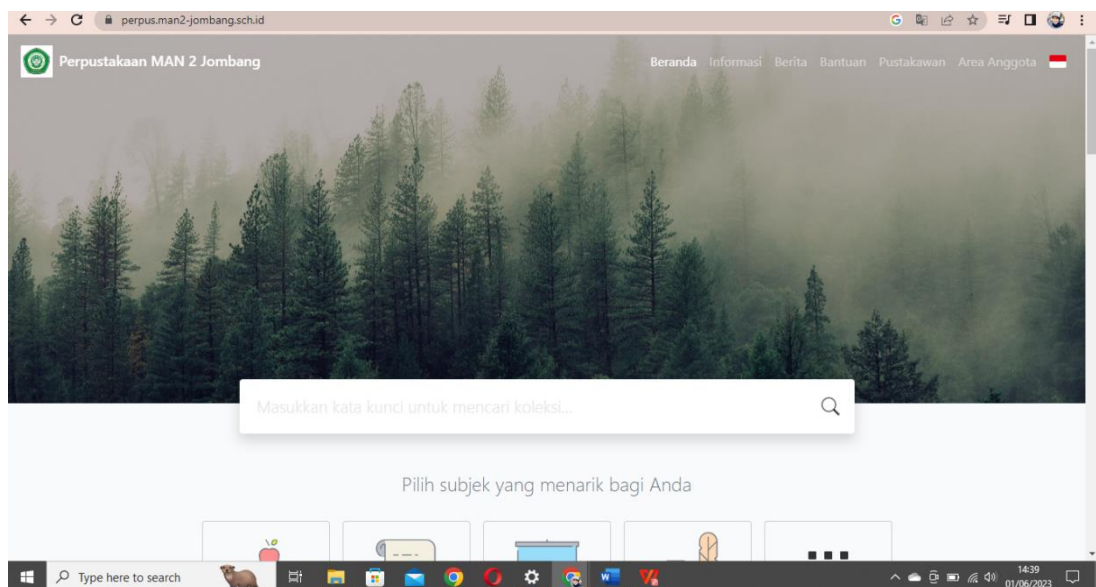 perpus.man2-jombang.sch.id
Perpustakaan MAN 2 Jombang
Beranda Informasi Berita Bantuan Pustakawan Area Anggota
Masukkan kata kunci untuk mencari koleksi...
Pilih subjek yang menarik bagi Anda
Type here to search
14:39
01/06/2023